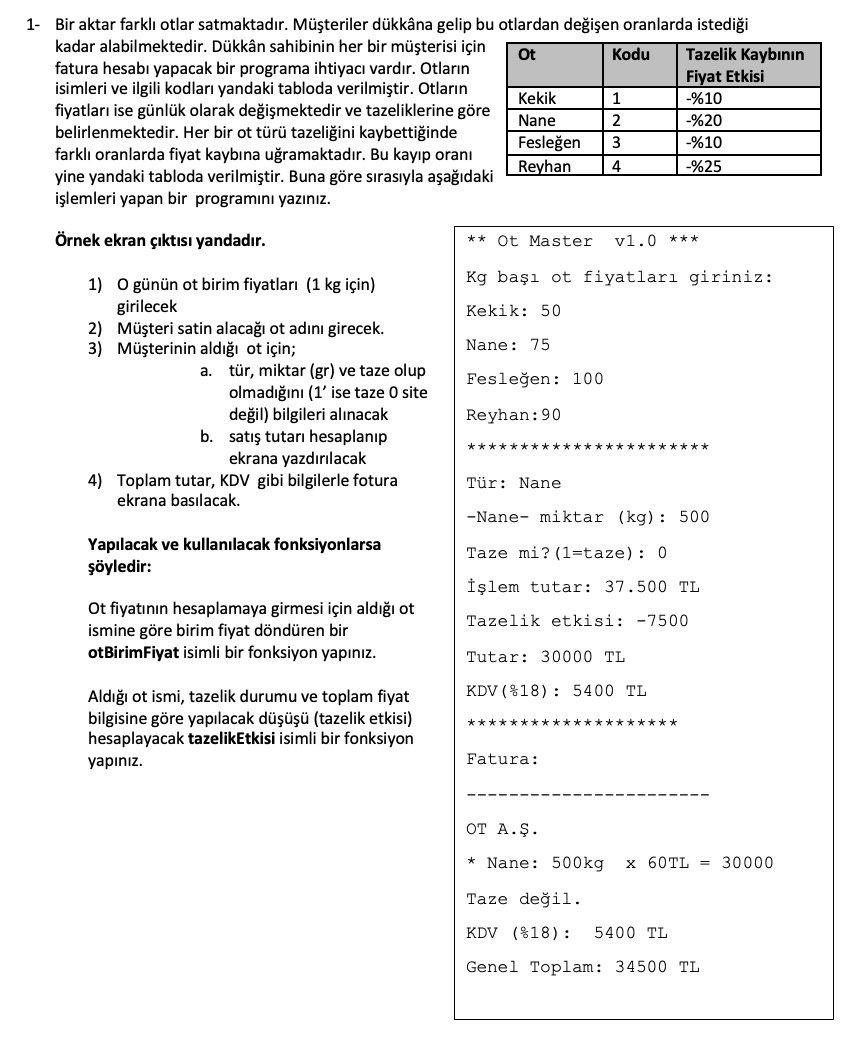 1- Bir aktar farklı otlar satmaktadır. Müşteriler dükkâna gelip bu otlardan değişen oranlarda istediği
kadar alabilmektedir. Dükkân sahibinin her bir müşterisi için
fatura hesabı yapacak bir programa ihtiyacı vardır. Otların
isimleri ve ilgili kodları yandaki tabloda verilmiştir. Otların
fiyatları ise günlük olarak değişmektedir ve tazeliklerine göre
belirlenmektedir. Her bir ot türü tazeliğini kaybettiğinde
farklı oranlarda fiyat kaybına uğramaktadır. Bu kayıp oranı
yine yandaki tabloda verilmiştir. Buna göre sırasıyla aşağıdaki
işlemleri yapan bir programını yazınız.
Ot Kodu Tazelik Kaybının
Fiyat Etkisi
Kekik 1 -%10
Nane 2 -%20
Fesleğen 3 -%10
Reyhan 4 -%25
Örnek ekran çıktısı yandadır.
1) O günün ot birim fiyatları (1 kg için)
girilecek
2) Müşteri satin alacağı ot adını girecek.
3) Müşterinin aldığı ot için;
a. tür, miktar (gr) ve taze olup
olmadığını (1’ ise taze 0 site
değil) bilgileri alınacak
b. satış tutarı hesaplanıp
ekrana yazdırılacak
4) Toplam tutar, KDV gibi bilgilerle fotura
ekrana basılacak.
Yapılacak ve kullanılacak fonksiyonlarsa
şöyledir:
Ot fiyatının hesaplamaya girmesi için aldığı ot
ismine göre birim fiyat döndüren bir
otBirimFiyat isimli bir fonksiyon yapınız.
Aldığı ot ismi, tazelik durumu ve toplam fiyat
bilgisine göre yapılacak düşüşü (tazelik etkisi)
hesaplayacak tazelikEtkisi isimli bir fonksiyon
yapınız.
** Ot Master v1.0 ***
Kg başı ot fiyatları giriniz:
Kekik: 50
Nane: 75
Fesleğen: 100
Reyhan:90
***********************
Tür: Nane
-Nane- miktar (kg): 500
Taze mi?(1=taze): 0
İşlem tutar: 37.500 TL
Tazelik etkisi: -7500
Tutar: 30000 TL
KDV(%18): 5400 TL
********************
Fatura:
-----------------------
OT A.Ş.
* Nane: 500kg x 60TL = 30000
Taze değil.
KDV (%18): 5400 TL
Genel Toplam: 34500 TL